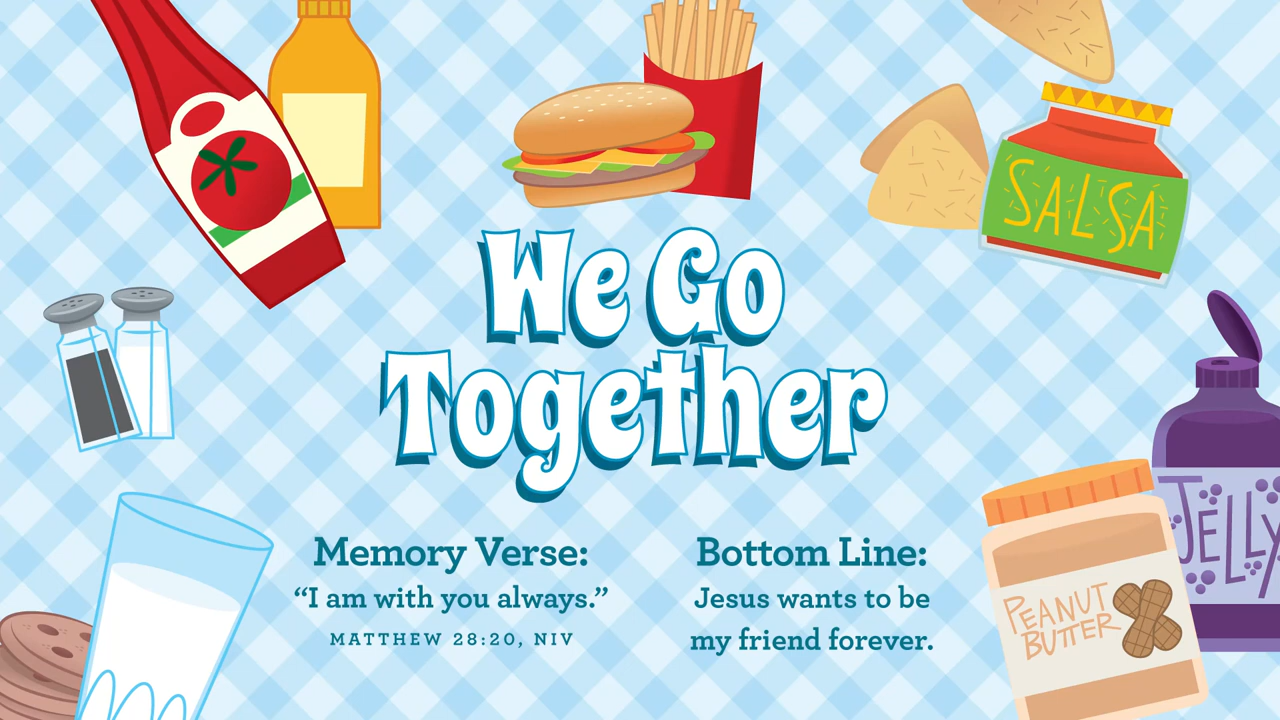 SALSA
We Go
Together
JELLY
PEANUT
BUTTER
Memory Verse:
“I am with you always.”
MATTHEW 28:20, NIV
Bottom Line:
Jesus wants to be
my friend forever.